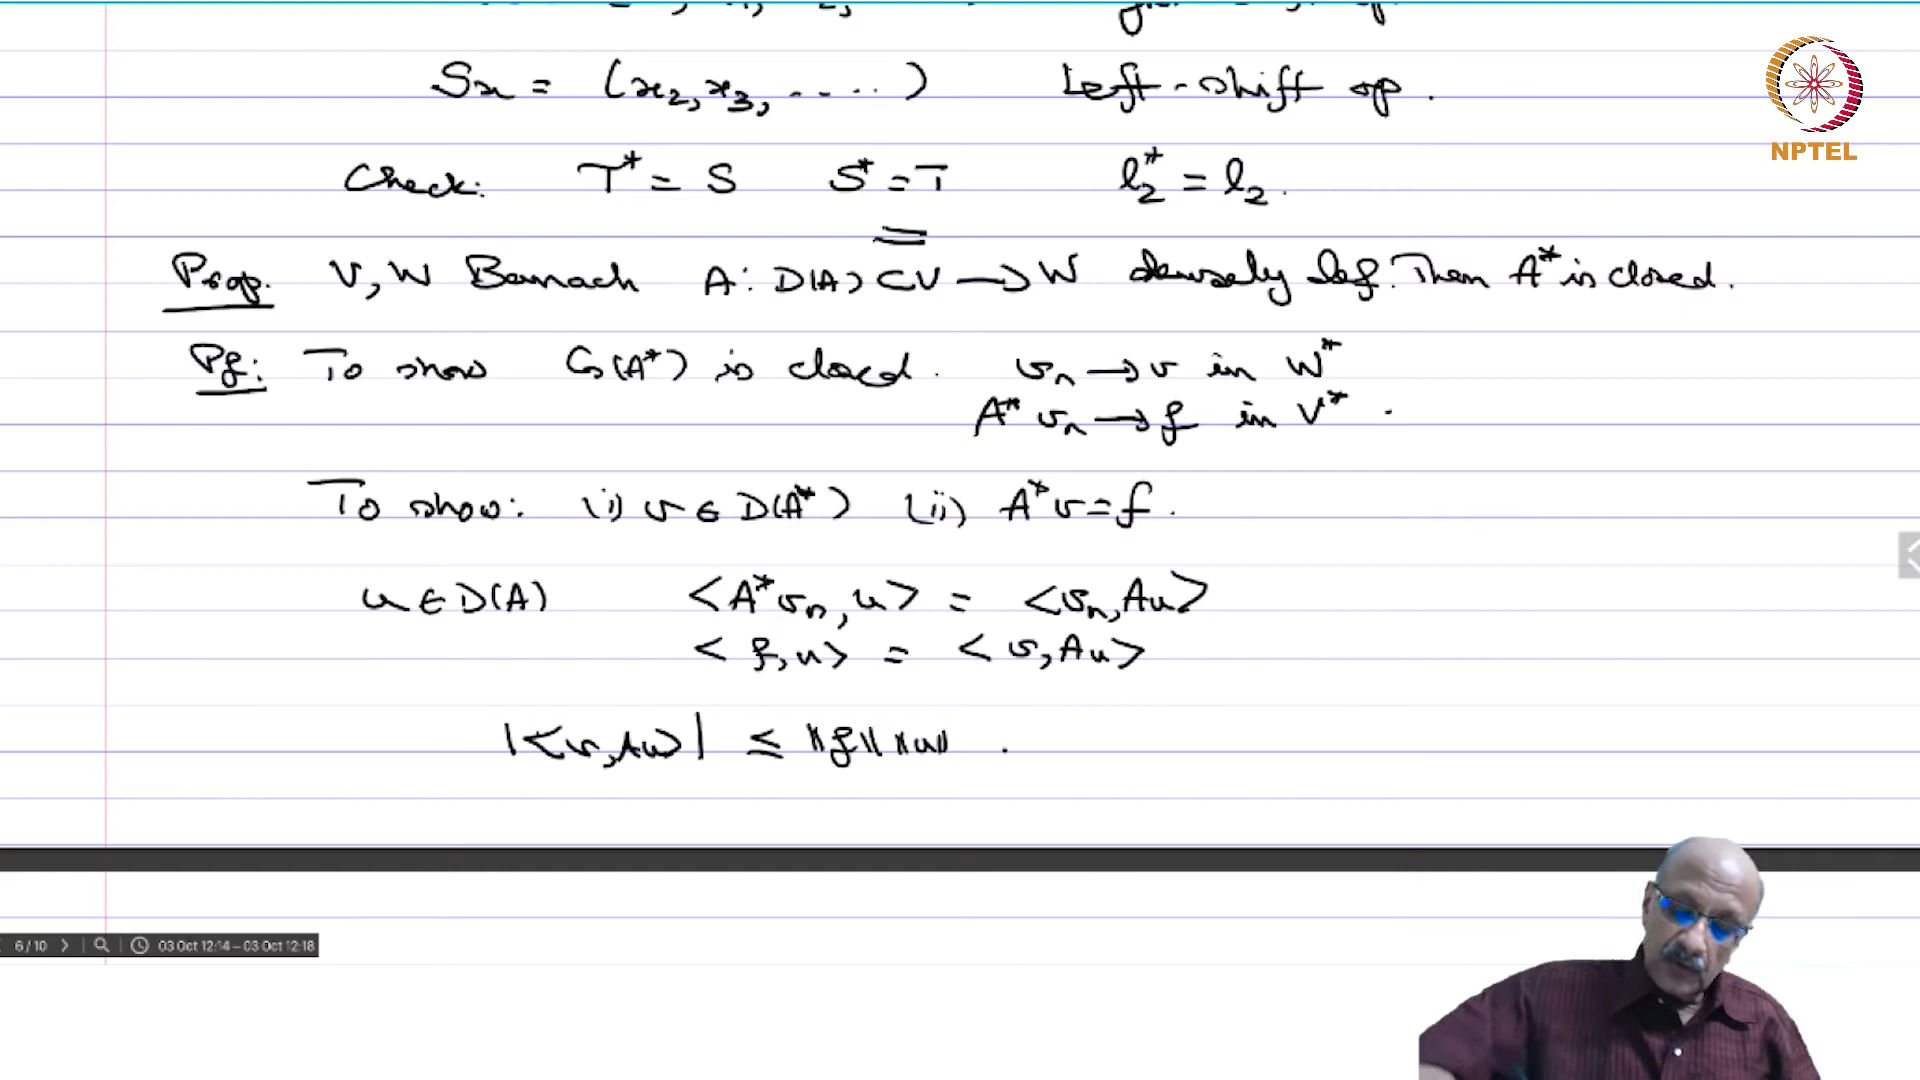 Sx = (x2, x3, ..... ) Left-shift op.
NPTEL
Check: T* = S S* = T l2* = l2.
Prop. V, W Banach A: D(A) ⊂ V → W densely def. Then A* is closed.
Pf: To show G(A*) is closed. vn → v in W*
A* vn → f in V* .
To show: (i) v ∈ D(A*) (ii) A* v = f.
u ∈ D(A) <A* vn, u> = <vn, Au>
< f, u> = < v, Au>
|<v, Au>| ≤ ||f|| ||u|| .
6/10 03 Oct 12:14 – 03 Oct 12:18